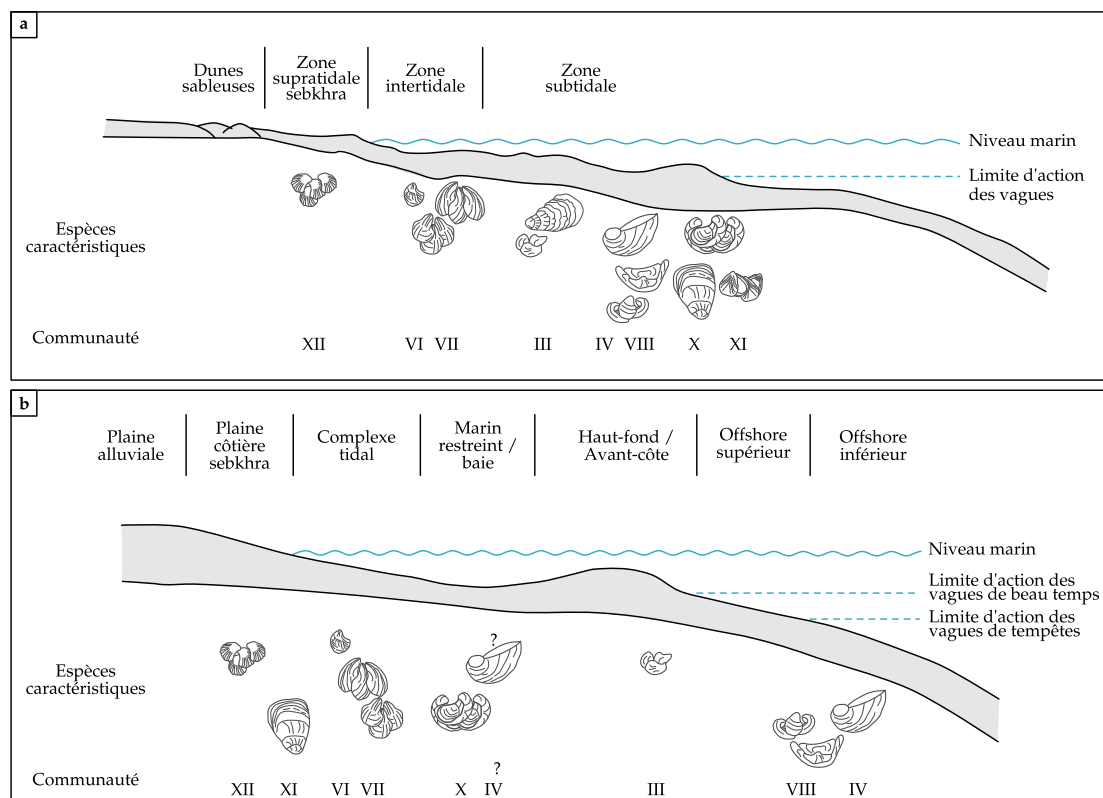 a
Dunes
sableuses
Zone
supratidale
sebkhra
Zone
intertidale
Zone
subtidale
Niveau marin
Limite d'action
des vagues
Espèces
caractéristiques
Communauté
XII
VI
VII
III
IV
VIII
X
XI
b
Plaine
alluviale
Plaine
côtière
sebkhra
Complexe
tidal
Marin
restreint /
baie
Haut-fond /
Avant-côte
Offshore
supérieur
Offshore
inférieur
Niveau marin
Limite d'action des
vagues de beau temps
Limite d'action des
vagues de tempêtes
?
Espèces
caractéristiques
?
Communauté
XII
XI
VI
VII
X
IV
III
VIII
IV